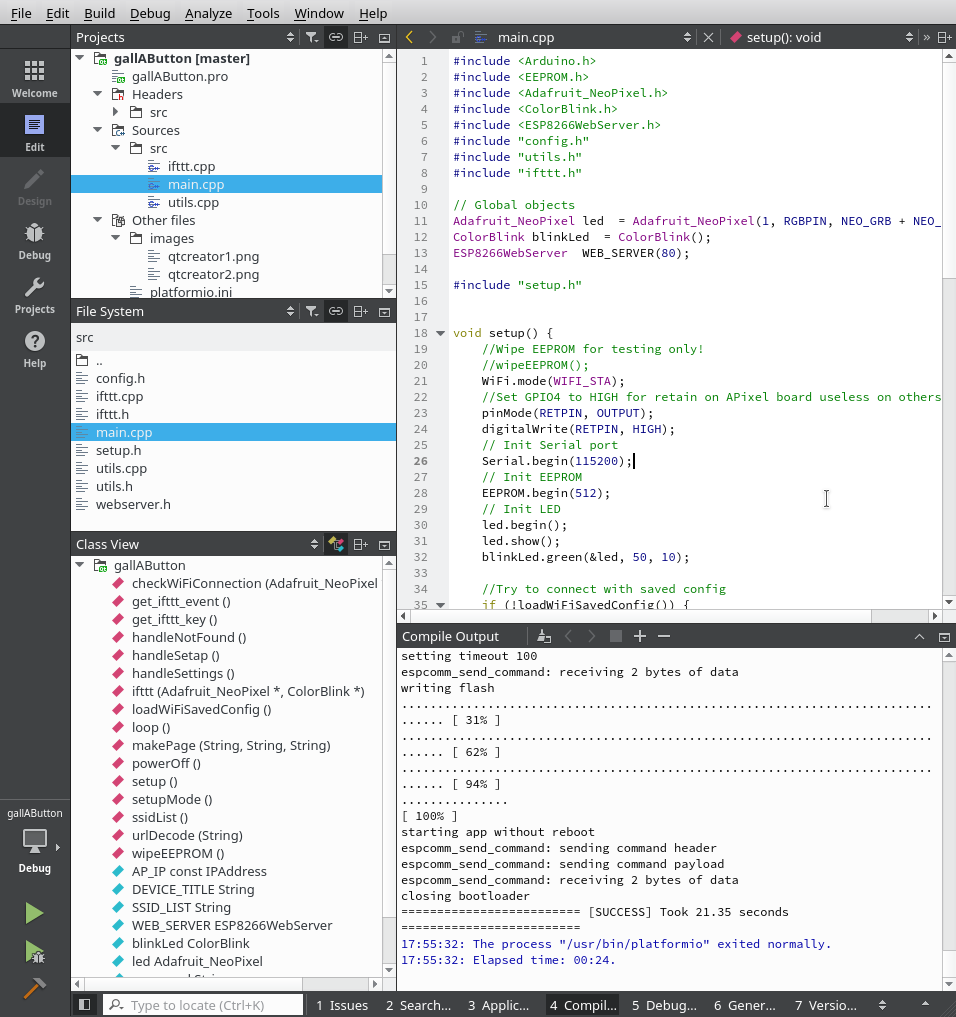 File Edit Build Debug Analyze Tools Window Help
Welcome
Edit
Design
Debug
Projects
Help
gallAButton
Debug
Projects
gallAButton [master]
gallAButton.pro
Headers
src
Sources
src
ifttt.cpp
main.cpp
utils.cpp
Other files
images
qtcreator1.png
qtcreator2.png
platformio.ini
File System
src
..
config.h
ifttt.cpp
ifttt.h
main.cpp
setup.h
utils.cpp
utils.h
webserver.h
Class View
gallAButton
checkWiFiConnection (Adafruit_NeoPixel
get_ifttt_event ()
get_ifttt_key ()
handleNotFound ()
handleSetap ()
handleSettings ()
ifttt (Adafruit_NeoPixel *, ColorBlink *)
loadWiFiSavedConfig ()
loop ()
makePage (String, String, String)
powerOff ()
setup ()
setupMode ()
ssidList ()
urlDecode (String)
wipeEEPROM ()
AP_IP const IPAddress
DEVICE_TITLE String
SSID_LIST String
WEB_SERVER ESP8266WebServer
blinkLed ColorBlink
led Adafruit_NeoPixel
main.cpp setup(): void »
1 #include <Arduino.h>
2 #include <EEPROM.h>
3 #include <Adafruit_NeoPixel.h>
4 #include <ColorBlink.h>
5 #include <ESP8266WebServer.h>
6 #include "config.h"
7 #include "utils.h"
8 #include "ifttt.h"
9
10 // Global objects
11 Adafruit_NeoPixel led  = Adafruit_NeoPixel(1, RGBPIN, NEO_GRB + NEO_
12 ColorBlink blinkLed  = ColorBlink();
13 ESP8266WebServer  WEB_SERVER(80);
14
15 #include "setup.h"
16
17
18 void setup() {
19     //Wipe EEPROM for testing only!
20     //wipeEEPROM();
21     WiFi.mode(WIFI_STA);
22     //Set GPIO4 to HIGH for retain on APixel board useless on others
23     pinMode(RETPIN, OUTPUT);
24     digitalWrite(RETPIN, HIGH);
25     // Init Serial port
26     Serial.begin(115200);
27     // Init EEPROM
28     EEPROM.begin(512);
29     // Init LED
30     led.begin();
31     led.show();
32     blinkLed.green(&led, 50, 10);
33
34     //Try to connect with saved config
35     if (!loadWiFiSavedConfig()) {
Compile Output
setting timeout 100
espcomm_send_command: receiving 2 bytes of data
writing flash
..........................................................................
...... [ 31% ]
..........................................................................
...... [ 62% ]
..........................................................................
...... [ 94% ]
...............
[ 100% ]
starting app without reboot
espcomm_send_command: sending command header
espcomm_send_command: sending command payload
espcomm_send_command: receiving 2 bytes of data
closing bootloader
========================= [SUCCESS] Took 21.35 seconds
=========================
17:55:32: The process "/usr/bin/platformio" exited normally.
17:55:32: Elapsed time: 00:24.
Type to locate (Ctrl+K) 1 Issues 2 Search... 3 Applic... 4 Compil... 5 Debug... 6 Gener... 7 Versio...